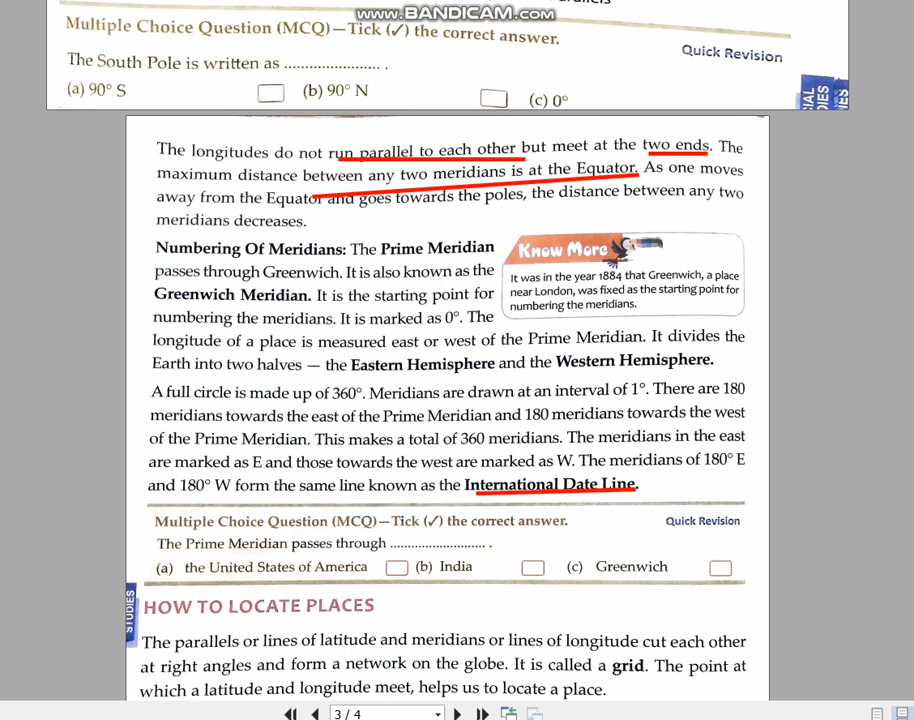 www.BANDICAM.com
Multiple Choice Question (MCQ)—Tick (✓) the correct answer.
Quick Revision
The South Pole is written as ........................ .
(a) 90° S (b) 90° N (c) 0°
The longitudes do not run parallel to each other but meet at the two ends. The
maximum distance between any two meridians is at the Equator. As one moves
away from the Equator and goes towards the poles, the distance between any two
meridians decreases.
Numbering Of Meridians: The Prime Meridian
passes through Greenwich. It is also known as the
Greenwich Meridian. It is the starting point for
numbering the meridians. It is marked as 0°. The
longitude of a place is measured east or west of the Prime Meridian. It divides the
Earth into two halves — the Eastern Hemisphere and the Western Hemisphere.
Know More
It was in the year 1884 that Greenwich, a place
near London, was fixed as the starting point for
numbering the meridians.
A full circle is made up of 360°. Meridians are drawn at an interval of 1°. There are 180
meridians towards the east of the Prime Meridian and 180 meridians towards the west
of the Prime Meridian. This makes a total of 360 meridians. The meridians in the east
are marked as E and those towards the west are marked as W. The meridians of 180° E
and 180° W form the same line known as the International Date Line.
Multiple Choice Question (MCQ)—Tick (✓) the correct answer.
Quick Revision
The Prime Meridian passes through .......................... .
(a) the United States of America (b) India (c) Greenwich
STUDIES
HOW TO LOCATE PLACES
The parallels or lines of latitude and meridians or lines of longitude cut each other
at right angles and form a network on the globe. It is called a grid. The point at
which a latitude and longitude meet, helps us to locate a place.
3 / 4